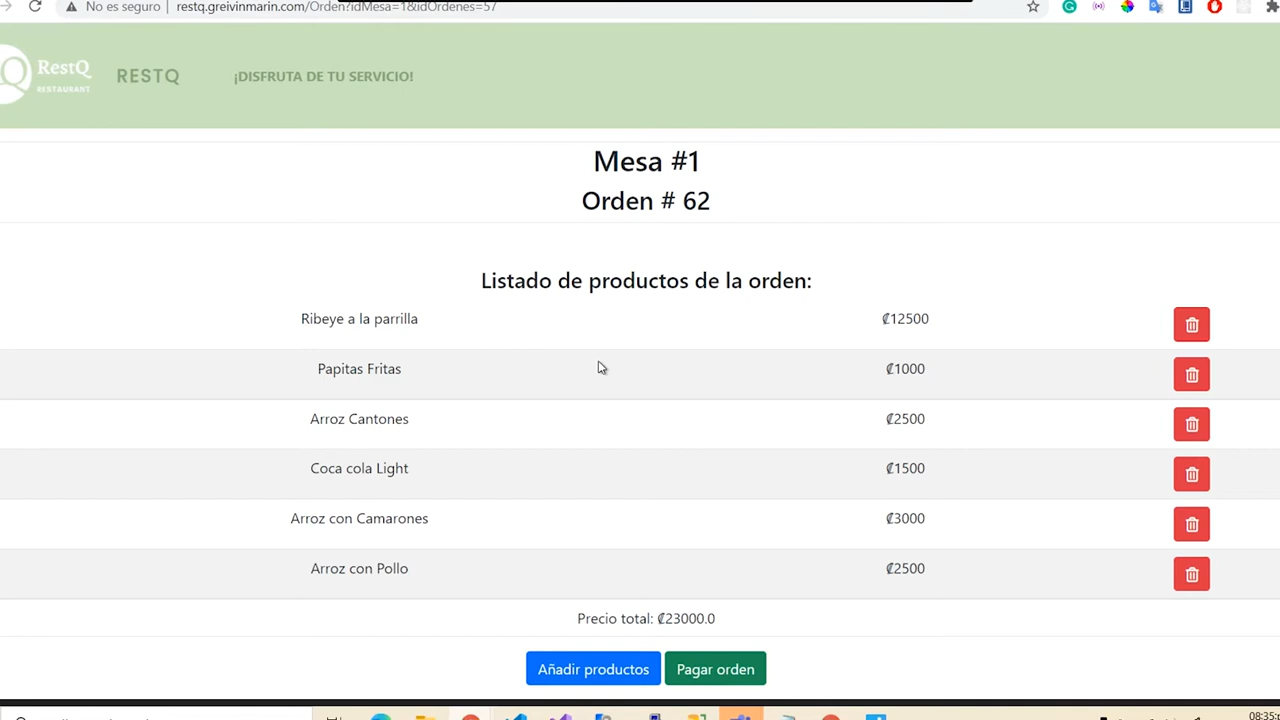 No es seguro | restq.greivinmarin.com/Orden?idMesa=1&idOrdenes=57
RestQ
RESTAURANT
RESTQ
¡DISFRUTA DE TU SERVICIO!
Mesa #1
Orden # 62
Listado de productos de la orden:
Ribeye a la parrilla ₡12500
Papitas Fritas ₡1000
Arroz Cantones ₡2500
Coca cola Light ₡1500
Arroz con Camarones ₡3000
Arroz con Pollo ₡2500
Precio total: ₡23000.0
Añadir productos Pagar orden